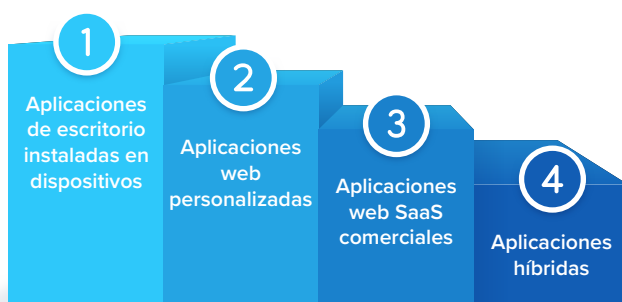 1
Aplicaciones
de escritorio
instaladas en
dispositivos
2
Aplicaciones
web
personalizadas
3
Aplicaciones
web SaaS
comerciales
4
Aplicaciones
híbridas